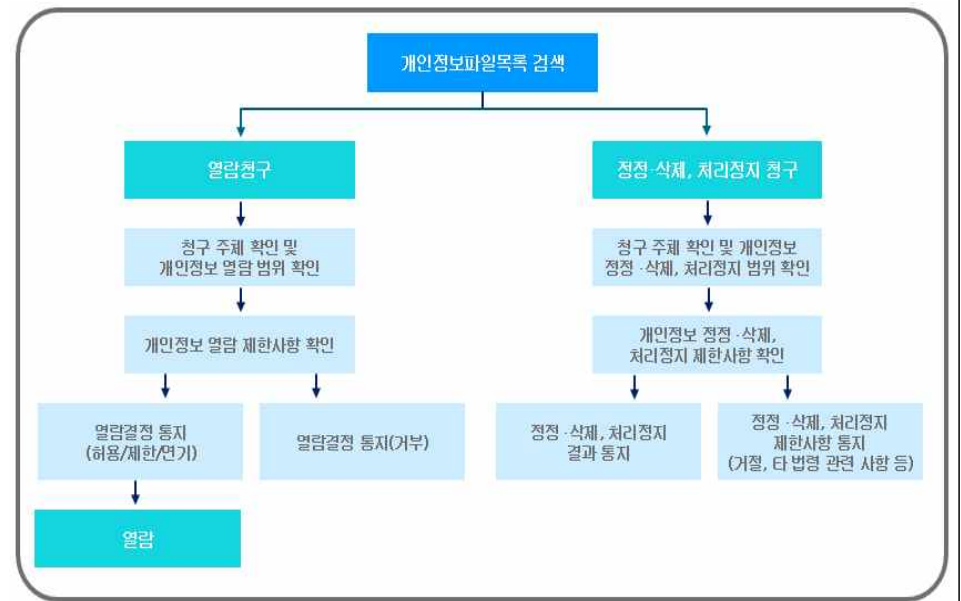 개인정보파일목록 검색
열람청구
정정·삭제, 처리정지 청구
청구 주체 확인 및
개인정보 열람 범위 확인
청구 주체 확인 및 개인정보
정정 ·삭제, 처리정지 범위 확인
개인정보 열람 제한사항 확인
개인정보 정정 ·삭제,
처리정지 제한사항 확인
열람결정 통지
(허용/제한/연기)
열람결정 통지(거부)
정정 ·삭제, 처리정지
결과 통지
정정 ·삭제, 처리정지
제한사항 통지
(거절, 타 법령 관련 사항 등)
열람